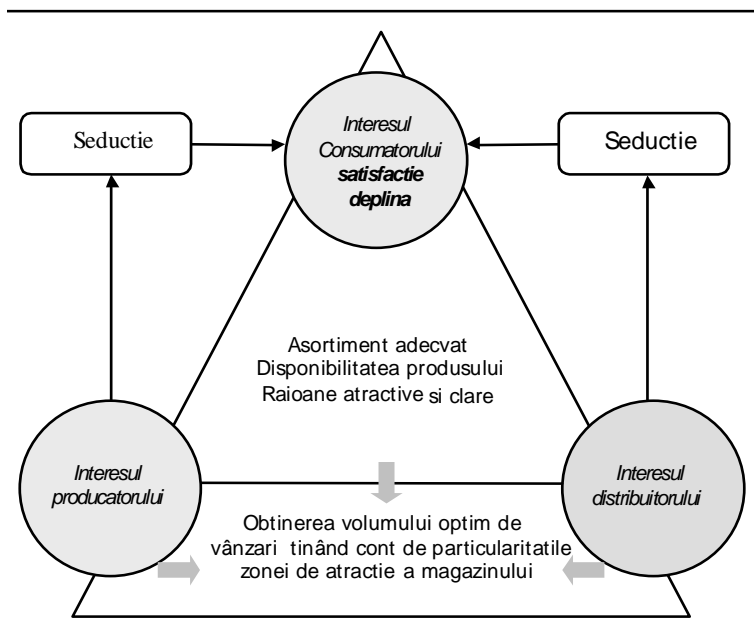 Seductie
Interesul
Consumatorului
satisfactie
deplina
Seductie
Asortiment adecvat
Disponibilitatea produsului
Raioane atractive si clare
Interesul
producatorului
Interesul
distribuitorului
Obtinerea volumului optim de
vânzari tinând cont de particularitatile
zonei de atractie a magazinului